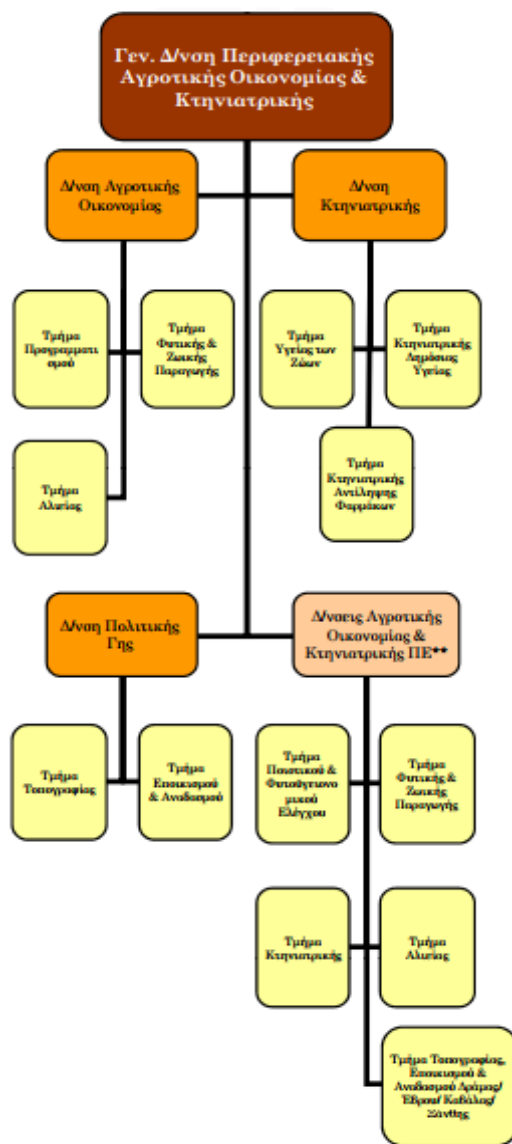 Γεν. Δ/νση Περιφερειακής
Αγροτικής Οικονομίας &
Κτηνιατρικής
Δ/νση Αγροτικής
Οικονομίας
Δ/νση
Κτηνιατρικής
Τμήμα
Προγραμματι
σμού
Τμήμα
Φυτικής &
Ζωικής
Παραγωγής
Τμήμα
Υγείας των
Ζώων
Τμήμα
Κτηνιατρικής
Δημόσιας
Υγείας
Τμήμα
Αλιείας
Τμήμα
Κτηνιατρικής
Αντίληψης
Φαρμάκων
Δ/νση Πολιτικής
Γης
Δ/νσεις Αγροτικής
Οικονομίας &
Κτηνιατρικής ΠΕ**
Τμήμα
Τοπογραφίας
Τμήμα
Εποικισμού
& Αναδασμού
Τμήμα
Ποιοτικού &
Φυτοϋγειονο
μικού
Ελέγχου
Τμήμα
Φυτικής &
Ζωικής
Παραγωγής
Τμήμα
Κτηνιατρικής
Τμήμα
Αλιείας
Τμήμα Τοπογραφίας,
Εποικισμού &
Αναδασμού Δράμας/
Έβρου/ Καβάλας/
Ξάνθης